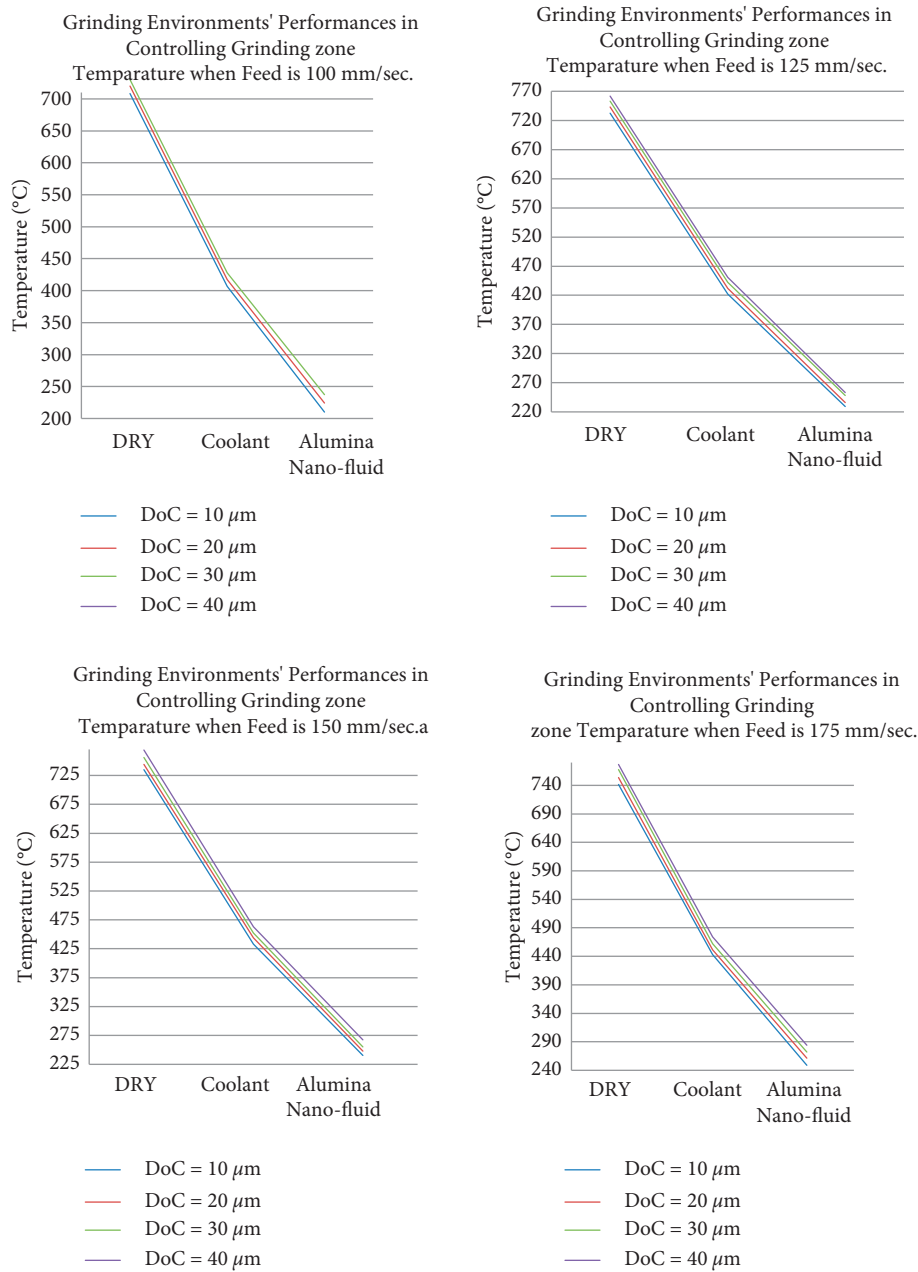 Grinding Environments' Performances in
Controlling Grinding zone
Temparature when Feed is 100 mm/sec.
700
650
600
550
500
450
400
350
300
250
200
Temperature (°C)
DRY
Coolant
Alumina
Nano-fluid
DoC = 10 µm
DoC = 20 µm
DoC = 30 µm
DoC = 40 µm
Grinding Environments' Performances in
Controlling Grinding zone
Temparature when Feed is 125 mm/sec.
770
720
670
620
570
520
470
420
370
320
270
220
Temperature (°C)
DRY
Coolant
Alumina
Nano-fluid
DoC = 10 µm
DoC = 20 µm
DoC = 30 µm
DoC = 40 µm
Grinding Environments' Performances in
Controlling Grinding zone
Temparature when Feed is 150 mm/sec.a
725
675
625
575
525
475
425
375
325
275
225
Temperature (°C)
DRY
Coolant
Alumina
Nano-fluid
DoC = 10 µm
DoC = 20 µm
DoC = 30 µm
DoC = 40 µm
Grinding Environments' Performances in
Controlling Grinding
zone Temparature when Feed is 175 mm/sec.
740
690
640
590
540
490
440
390
340
290
240
Temperature (°C)
DRY
Coolant
Alumina
Nano-fluid
DoC = 10 µm
DoC = 20 µm
DoC = 30 µm
DoC = 40 µm